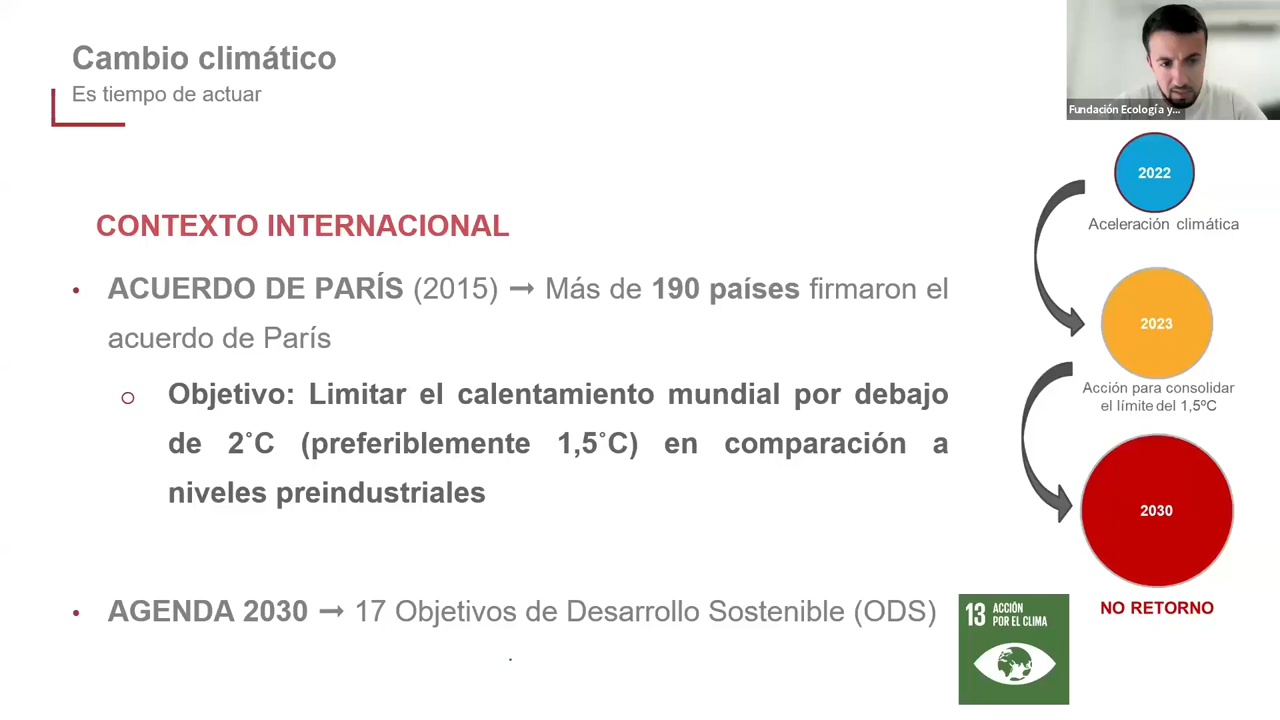 Cambio climático
Es tiempo de actuar
Fundación Ecología y...
CONTEXTO INTERNACIONAL
• ACUERDO DE PARÍS (2015) → Más de 190 países firmaron el
acuerdo de París
o Objetivo: Limitar el calentamiento mundial por debajo
de 2˚C (preferiblemente 1,5˚C) en comparación a
niveles preindustriales
• AGENDA 2030 → 17 Objetivos de Desarrollo Sostenible (ODS)
.
13 ACCIÓN
POR EL CLIMA
2022
Aceleración climática
2023
Acción para consolidar
el límite del 1,5ºC
2030
NO RETORNO